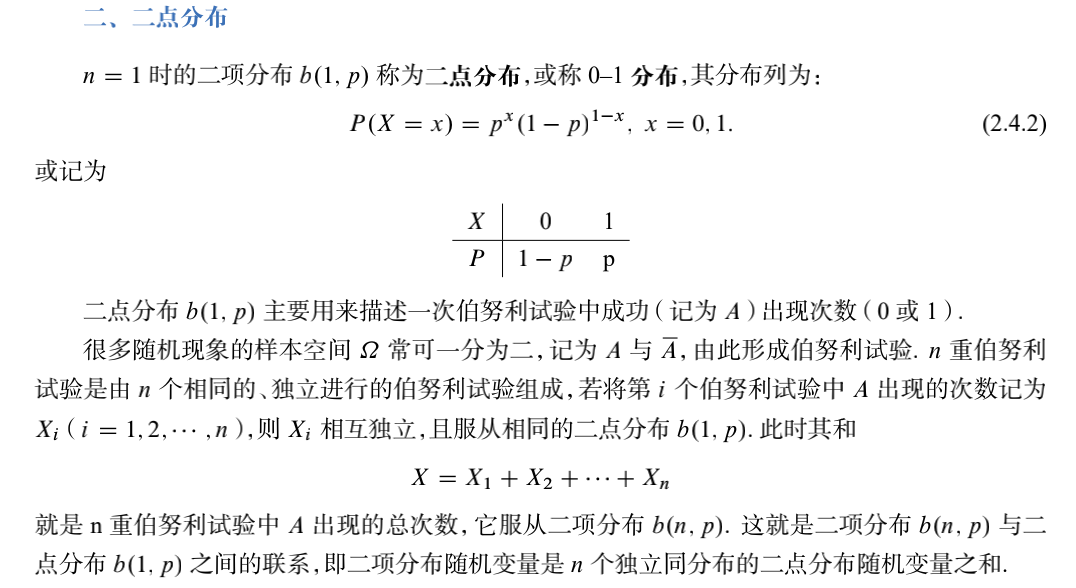 二、二点分布
n = 1 时的二项分布 b(1, p) 称为二点分布,或称 0–1 分布,其分布列为:
P(X = x) = pˣ(1 − p)¹⁻ˣ, x = 0, 1. (2.4.2)
或记为
X 0 1
P 1 − p p
二点分布 b(1, p) 主要用来描述一次伯努利试验中成功(记为 A)出现次数(0 或 1).
很多随机现象的样本空间 Ω 常可一分为二,记为 A 与 A̅,由此形成伯努利试验. n 重伯努利
试验是由 n 个相同的、独立进行的伯努利试验组成,若将第 i 个伯努利试验中 A 出现的次数记为
Xᵢ(i = 1, 2, ⋯ , n),则 Xᵢ 相互独立,且服从相同的二点分布 b(1, p). 此时其和
X = X₁ + X₂ + ⋯ + Xₙ
就是 n 重伯努利试验中 A 出现的总次数,它服从二项分布 b(n, p). 这就是二项分布 b(n, p) 与二
点分布 b(1, p) 之间的联系,即二项分布随机变量是 n 个独立同分布的二点分布随机变量之和.